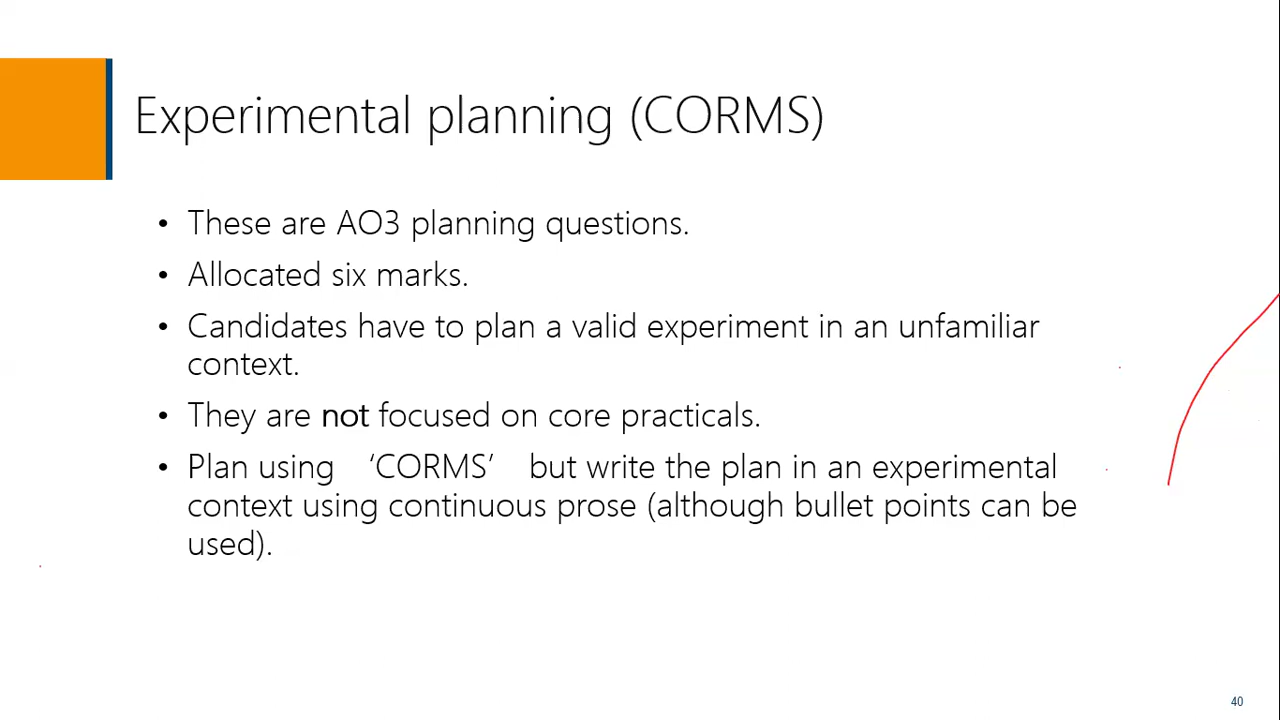 Experimental planning (CORMS)
• These are AO3 planning questions.
• Allocated six marks.
• Candidates have to plan a valid experiment in an unfamiliar
context.
• They are not focused on core practicals.
• Plan using ‘CORMS’ but write the plan in an experimental
context using continuous prose (although bullet points can be
used).
40